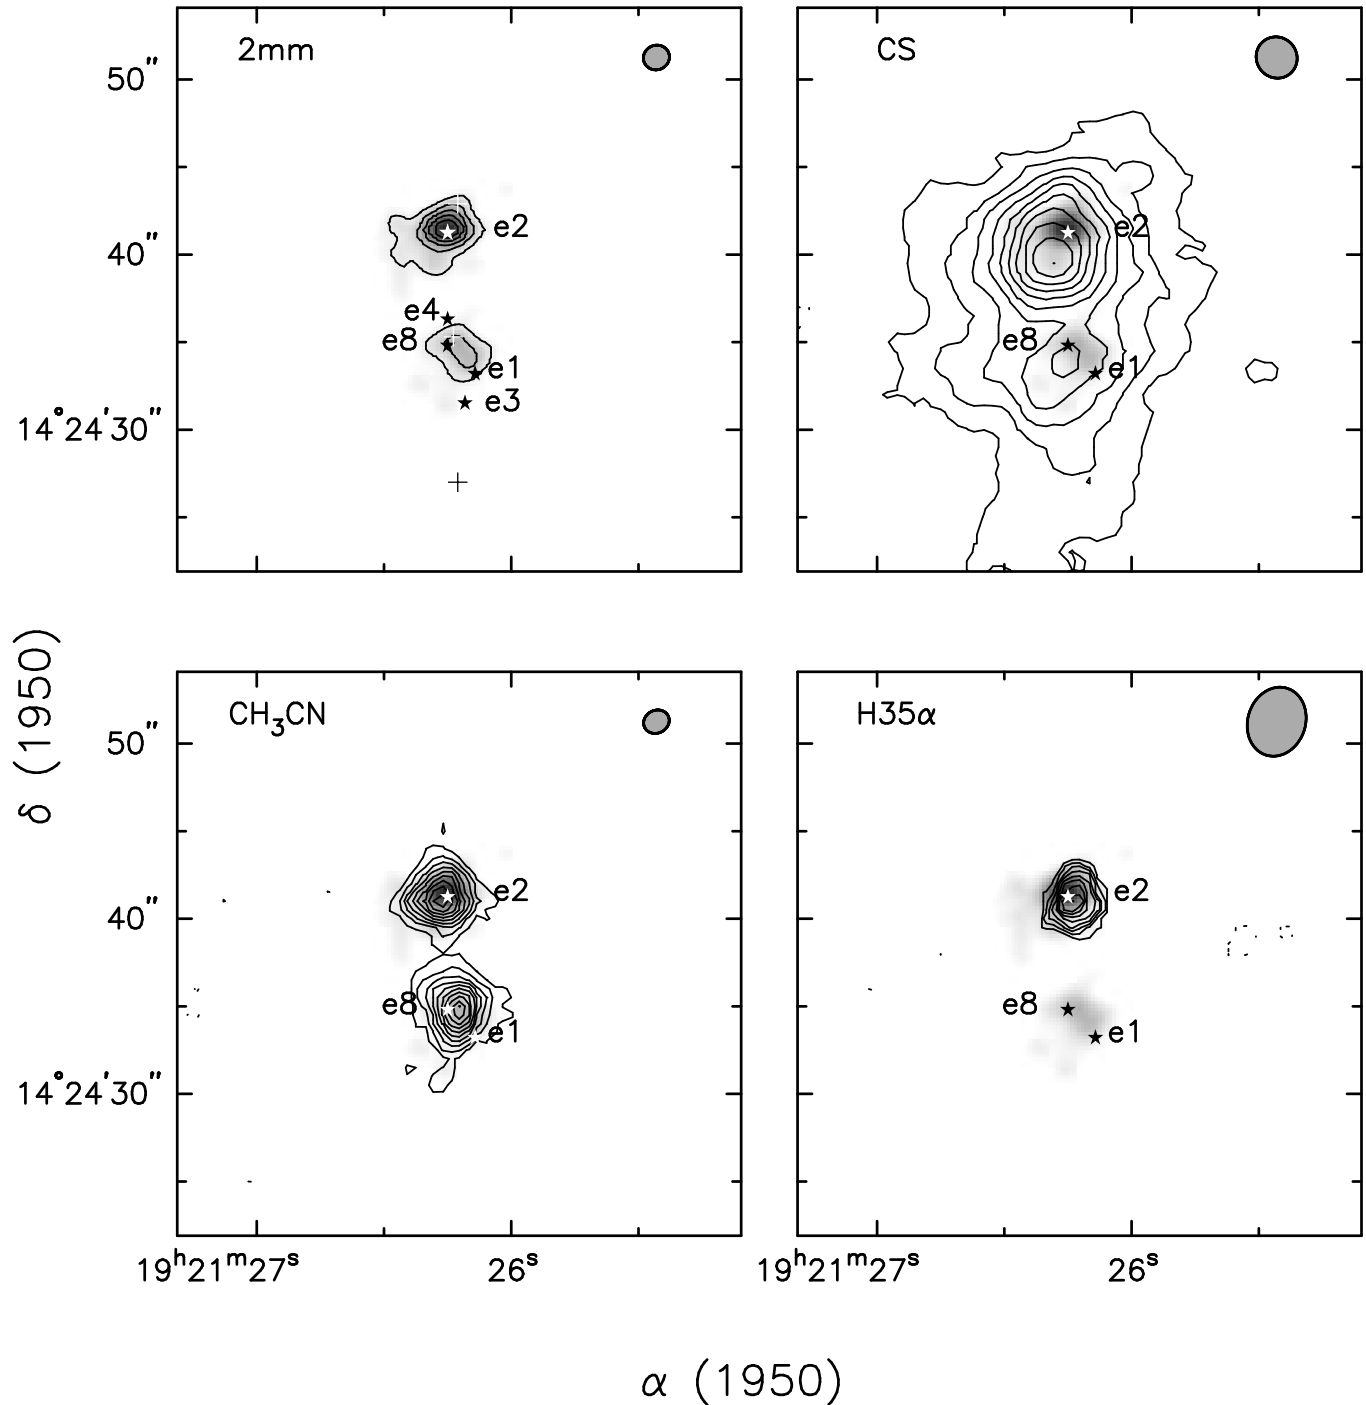 2mm
50″
e2
40″
e4
e8
e1
e3
14°24′30″
CS
e2
e8
e1
δ (1950)
CH₃CN
50″
e2
40″
e8
e1
14°24′30″
19ʰ21ᵐ27ˢ
26ˢ
H35α
e2
e8
e1
19ʰ21ᵐ27ˢ
26ˢ
α (1950)